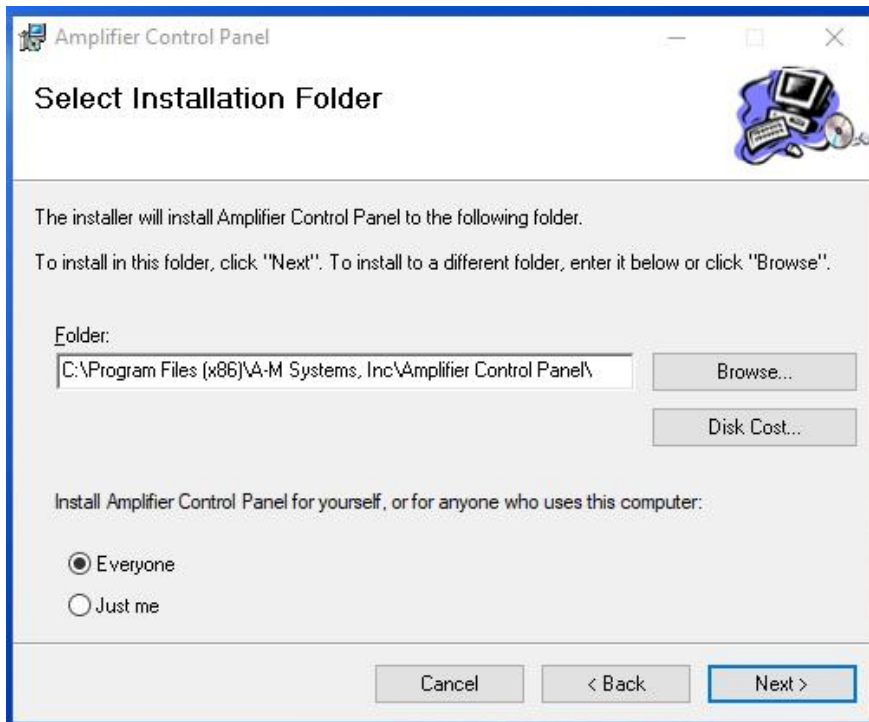 Amplifier Control Panel
Select Installation Folder
The installer will install Amplifier Control Panel to the following folder.
To install in this folder, click "Next". To install to a different folder, enter it below or click "Browse".
Folder:
C:\Program Files (x86)\A-M Systems, Inc\Amplifier Control Panel\
Browse...
Disk Cost...
Install Amplifier Control Panel for yourself, or for anyone who uses this computer:
Everyone
Just me
Cancel
< Back
Next >